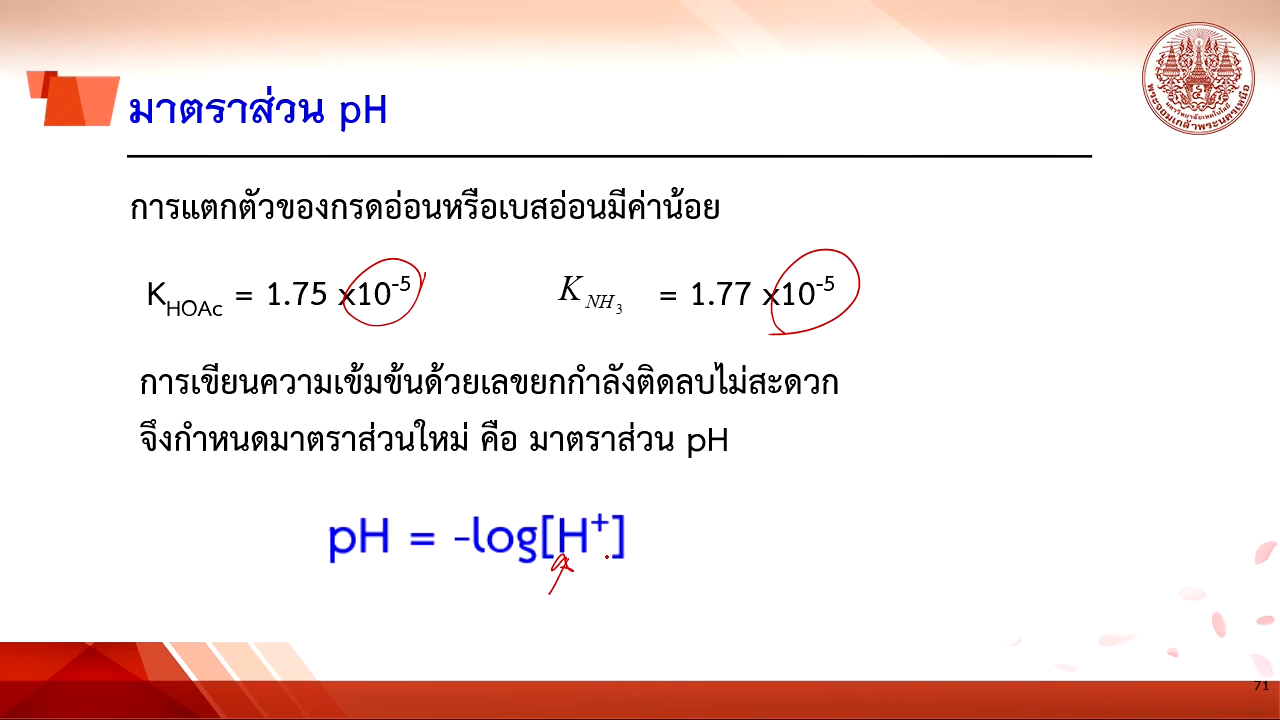 มาตราส่วน pH
การแตกตัวของกรดอ่อนหรือเบสอ่อนมีค่าน้อย
K_HOAc = 1.75 x10⁻⁵ K_NH₃ = 1.77 x10⁻⁵
การเขียนความเข้มข้นด้วยเลขยกกำลังติดลบไม่สะดวก
จึงกำหนดมาตราส่วนใหม่ คือ มาตราส่วน pH
pH = -log[H⁺]
71